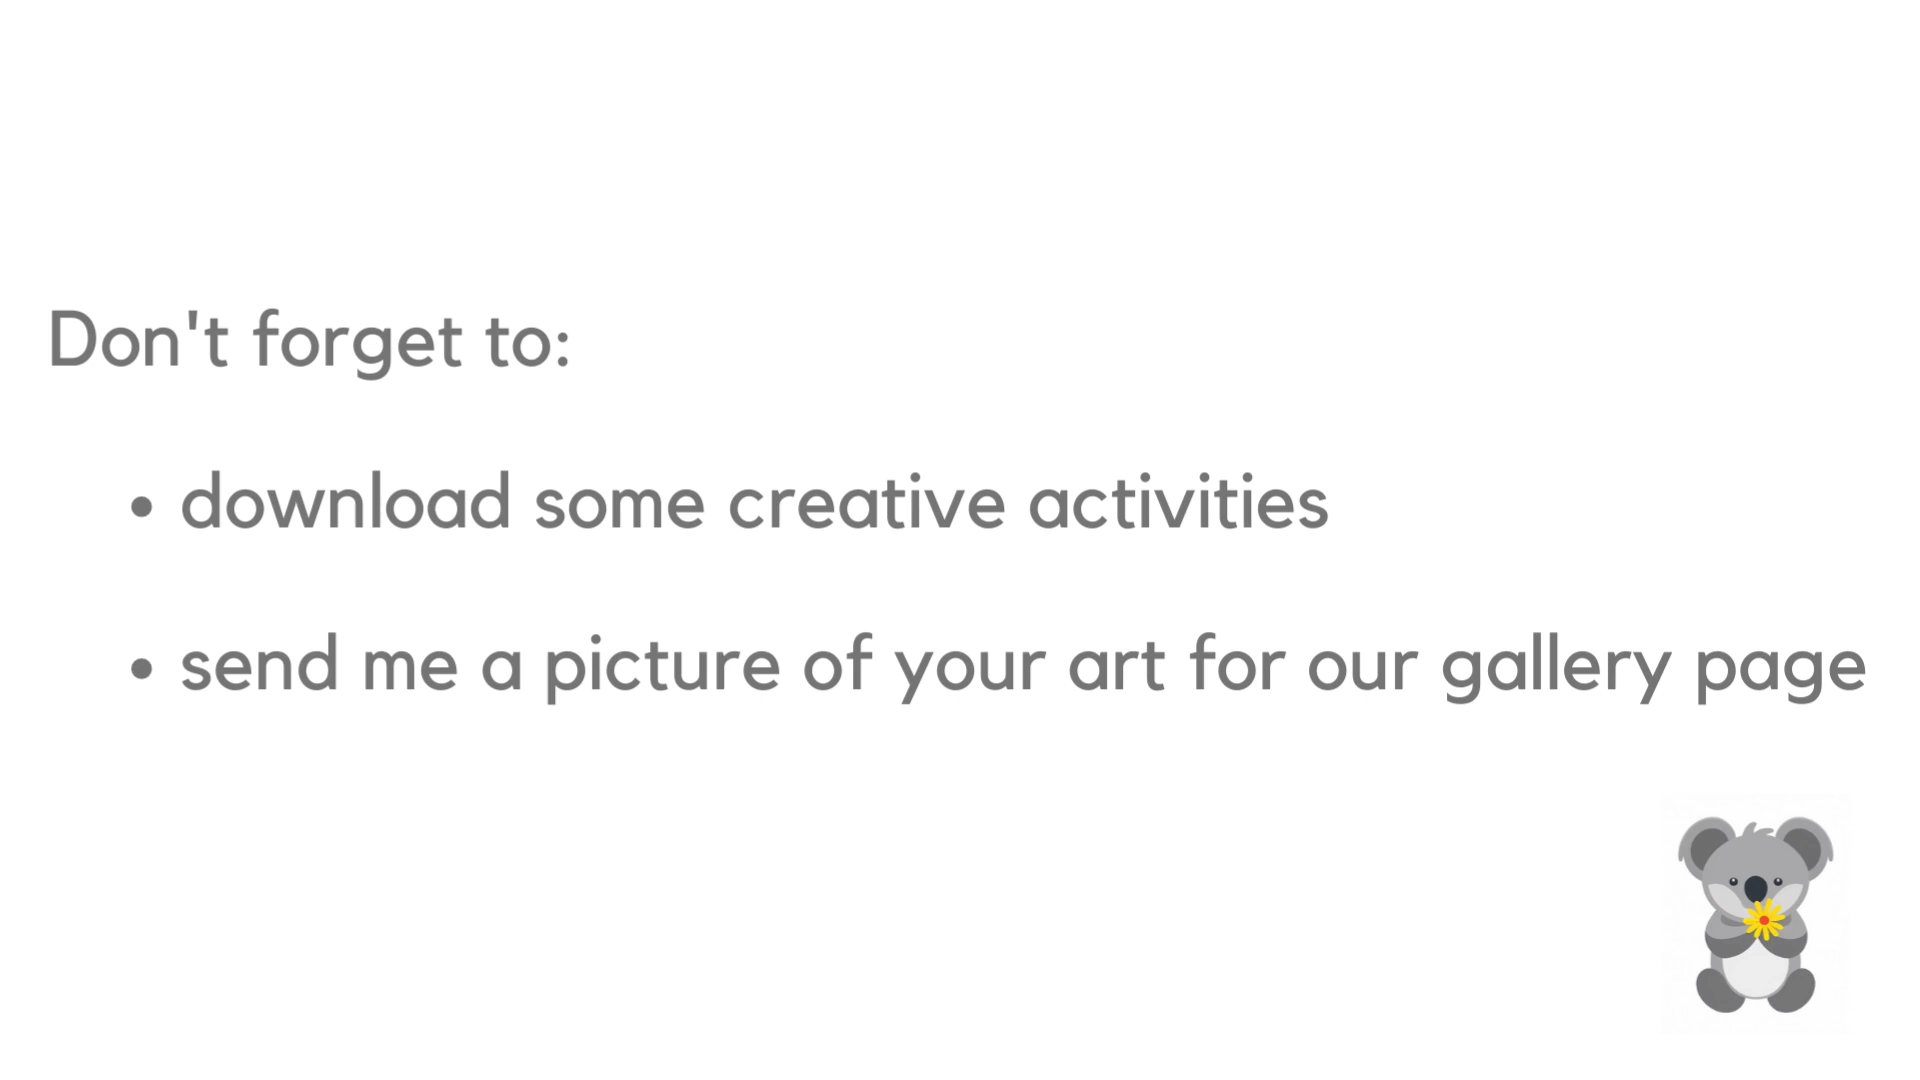 Don't forget to:
• download some creative activities
• send me a picture of your art for our gallery page